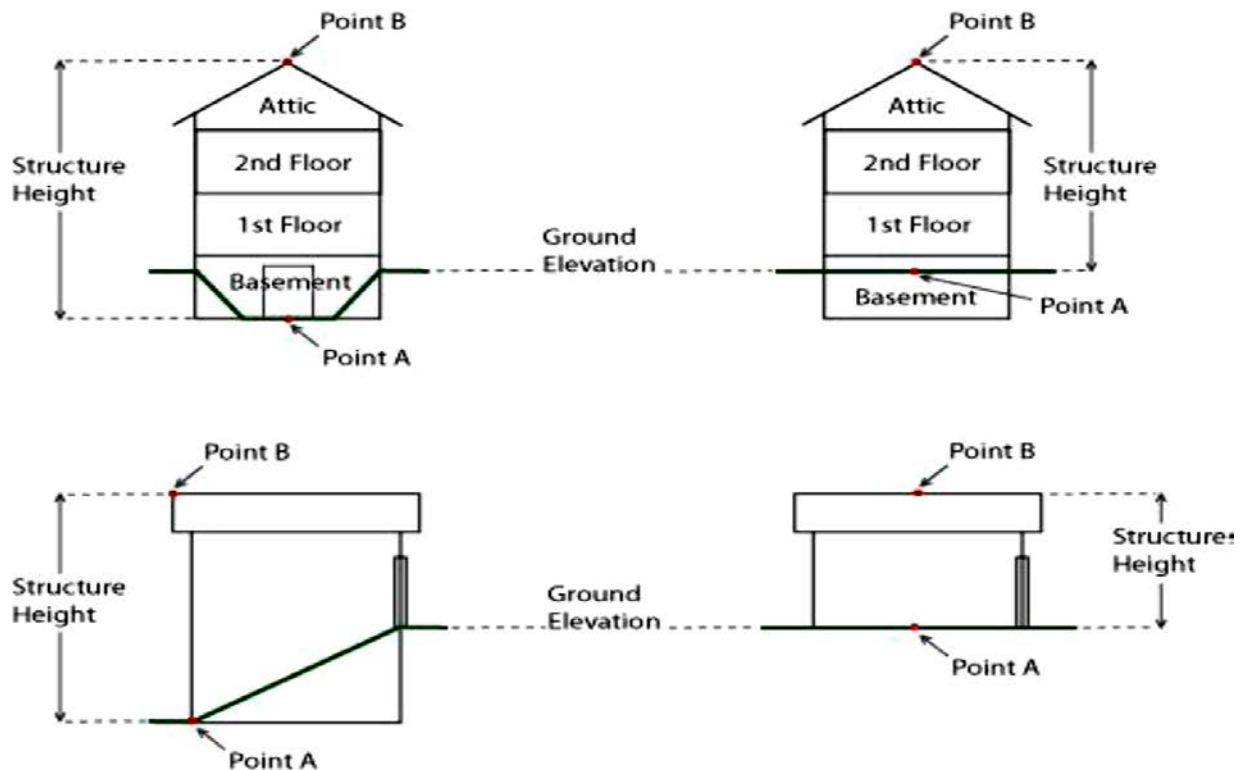 Point B
Attic
2nd Floor
1st Floor
Basement
Structure
Height
Point A
Ground
Elevation
Point B
Attic
2nd Floor
1st Floor
Basement
Structure
Height
Point A
Point B
Structure
Height
Point A
Ground
Elevation
Point B
Structure
Height
Point A